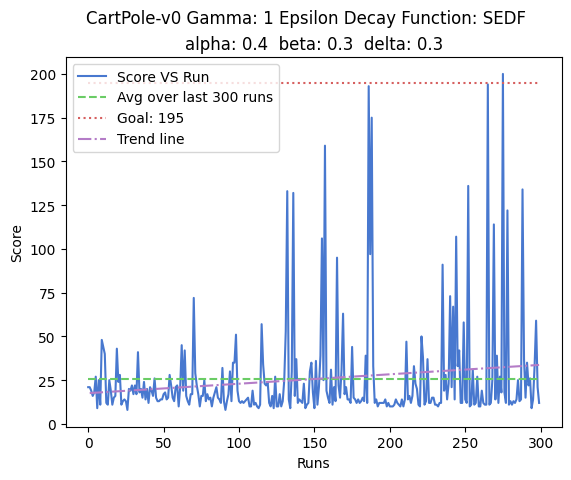 CartPole-v0 Gamma: 1 Epsilon Decay Function: SEDF
alpha: 0.4  beta: 0.3  delta: 0.3
Score VS Run
Avg over last 300 runs
Goal: 195
Trend line
200
175
150
125
100
75
50
25
0
Score
0 50 100 150 200 250 300
Runs